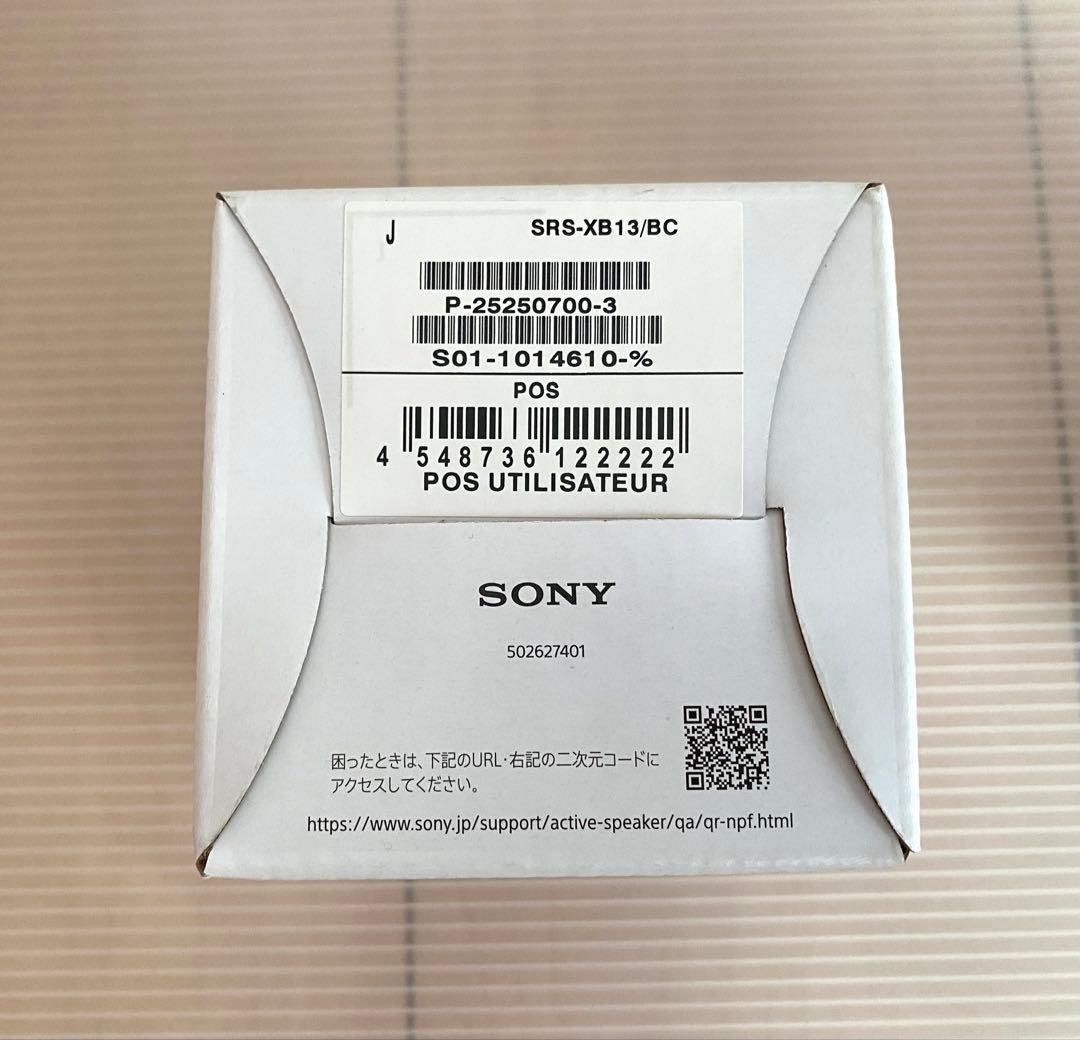 J SRS-XB13/BC
P-25250700-3
S01-1014610-%
POS
4 548736 122222
POS UTILISATEUR
SONY
502627401
困ったときは、下記のURL・右記の二次元コードに
アクセスしてください。
https://www.sony.jp/support/active-speaker/qa/qr-npf.html